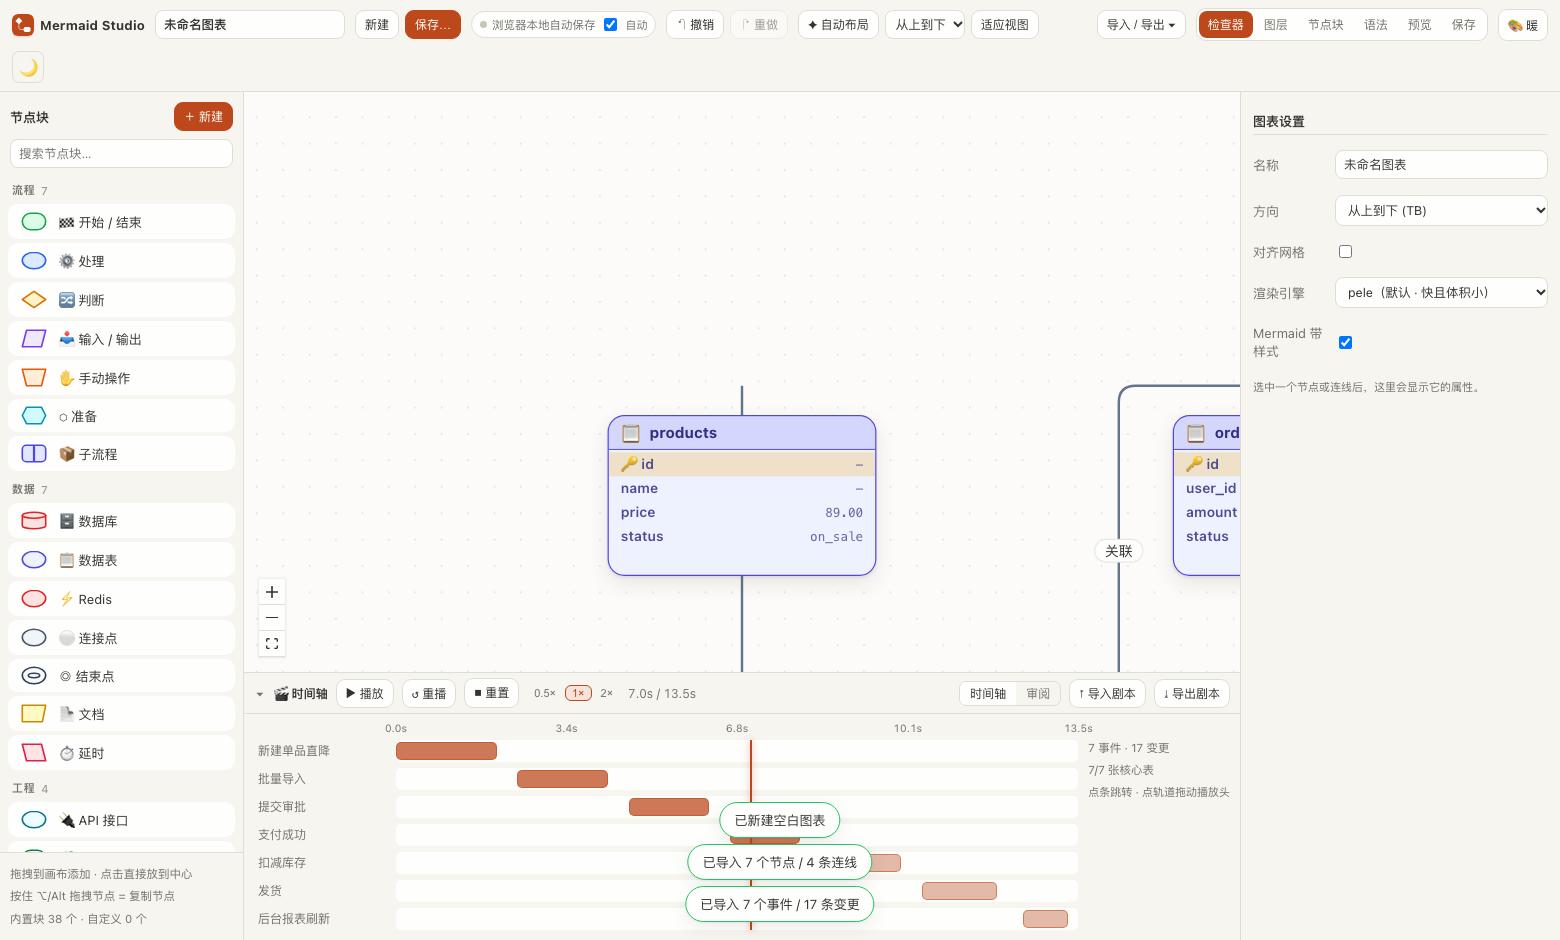 Mermaid Studio
未命名图表
新建
保存...
浏览器本地自动保存
自动
撤销
重做
自动布局
从上到下
适应视图
导入 / 导出
检查器
图层
节点块
语法
预览
保存
暖
节点块
+ 新建
搜索节点块...
流程 7
开始 / 结束
处理
判断
输入 / 输出
手动操作
准备
子流程
数据 7
数据库
数据表
Redis
连接点
结束点
文档
延时
工程 4
API 接口
拖拽到画布添加 · 点击直接放到中心
按住 ⌥/Alt 拖拽节点 = 复制节点
内置块 38 个 · 自定义 0 个
products
id –
name –
price 89.00
status on_sale
关联
ord
id
user_id
amount
status
时间轴
播放
重播
重置
0.5×
1×
2×
7.0s / 13.5s
时间轴
审阅
↑ 导入剧本
↓ 导出剧本
0.0s
3.4s
6.8s
10.1s
13.5s
新建单品直降
批量导入
提交审批
支付成功
扣减库存
发货
后台报表刷新
7 事件 · 17 变更
7/7 张核心表
点条跳转 · 点轨道拖动播放头
已新建空白图表
已导入 7 个节点 / 4 条连线
已导入 7 个事件 / 17 条变更
图表设置
名称
未命名图表
方向
从上到下 (TB)
对齐网格
渲染引擎
pele（默认 · 快且体积小）
Mermaid 带
样式
选中一个节点或连线后，这里会显示它的属性。